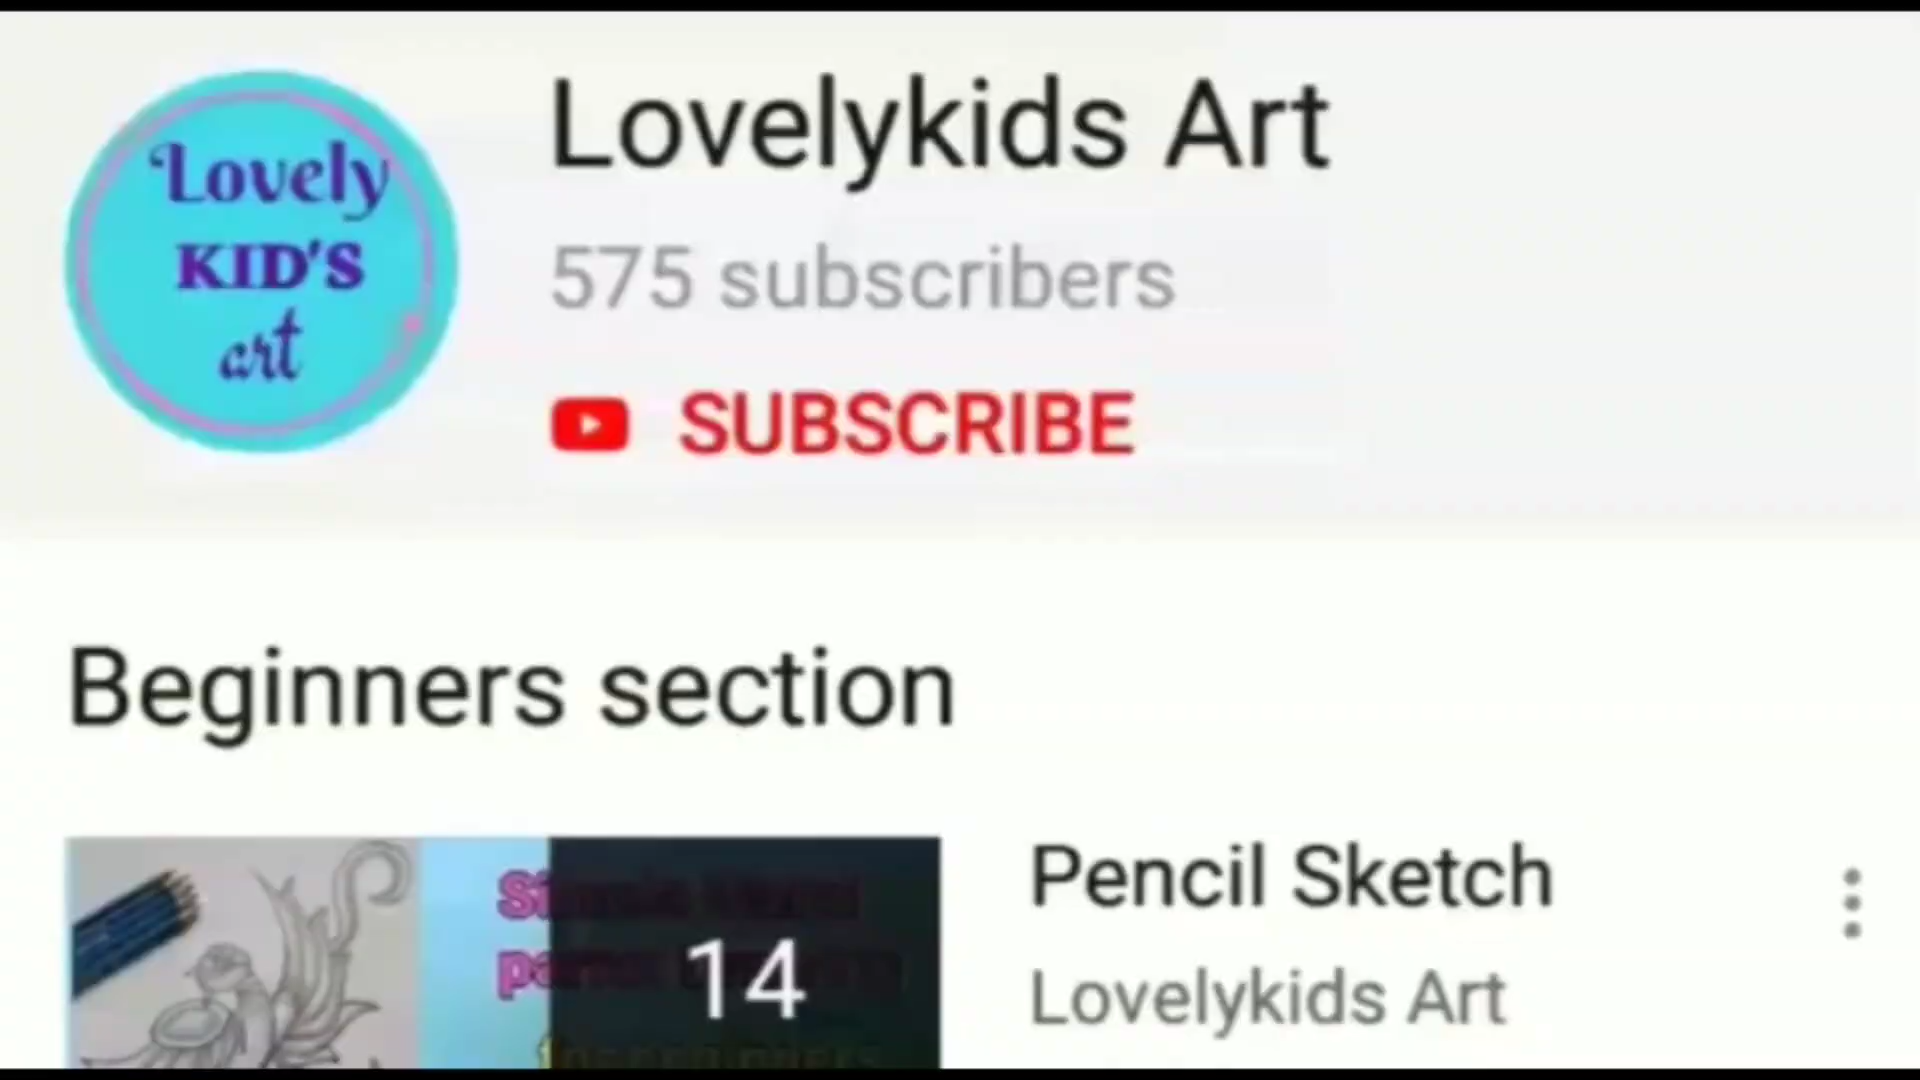 Lovely
KID'S
art
Lovelykids Art
575 subscribers
SUBSCRIBE
Beginners section
14
Pencil Sketch
Lovelykids Art